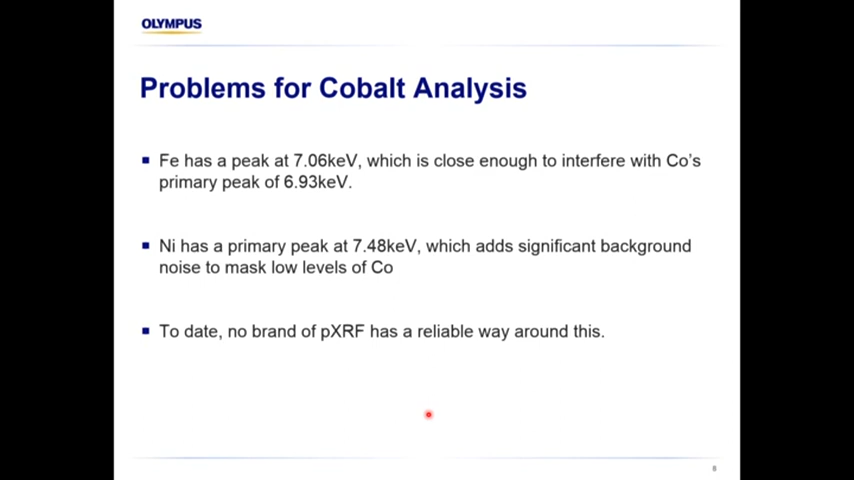 OLYMPUS
Problems for Cobalt Analysis
Fe has a peak at 7.06keV, which is close enough to interfere with Co’s
primary peak of 6.93keV.
Ni has a primary peak at 7.48keV, which adds significant background
noise to mask low levels of Co
To date, no brand of pXRF has a reliable way around this.
8